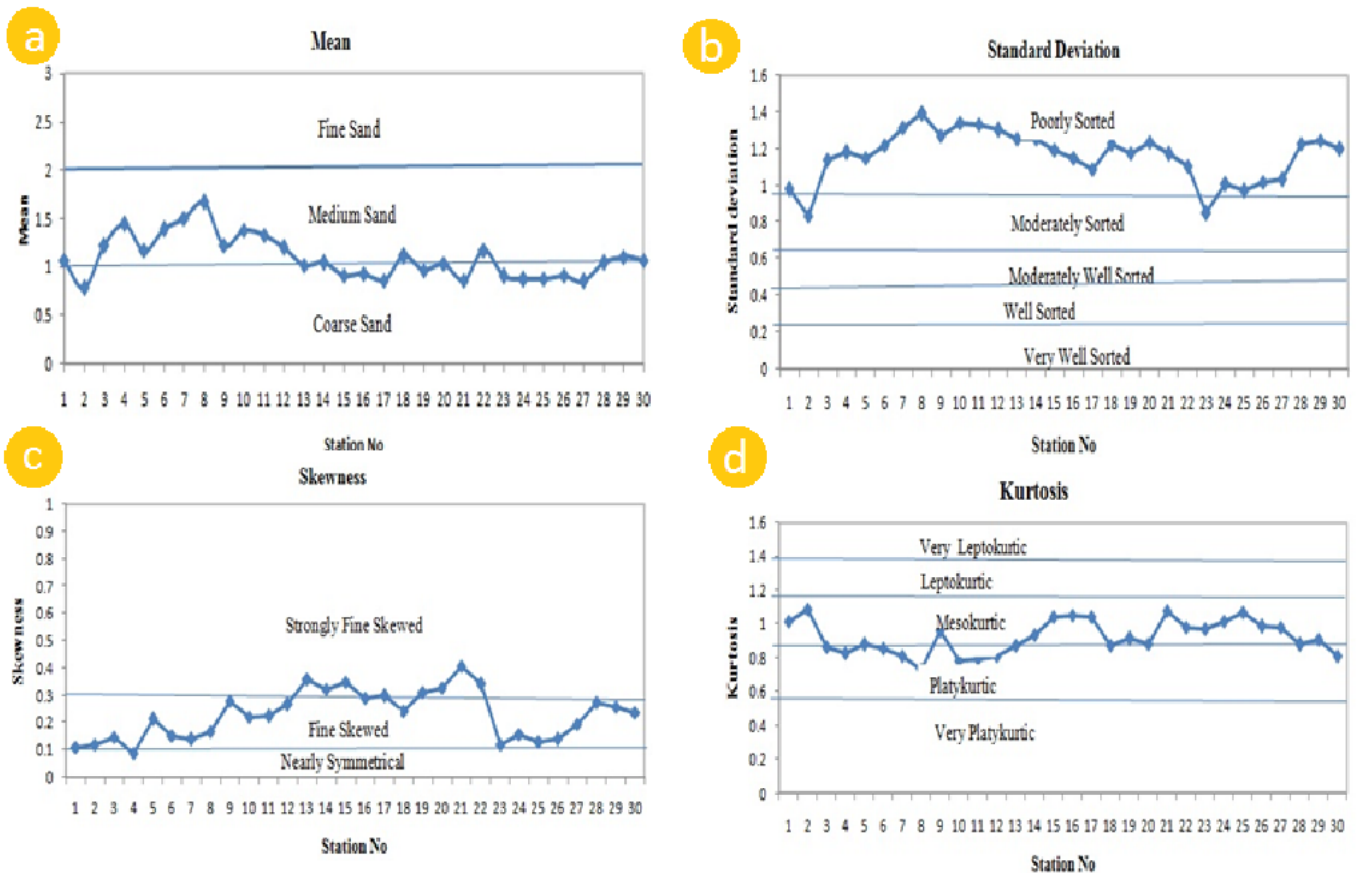 a
Mean
3
2.5
2
1.5
1
0.5
0
Mean
Fine Sand
Medium Sand
Coarse Sand
1 2 3 4 5 6 7 8 9 10 11 12 13 14 15 16 17 18 19 20 21 22 23 24 25 26 27 28 29 30
Station No
b
Standard Deviation
1.6
1.4
1.2
1
0.8
0.6
0.4
0.2
0
Standard deviation
Poorly Sorted
Moderately Sorted
Moderately Well Sorted
Well Sorted
Very Well Sorted
1 2 3 4 5 6 7 8 9 10 11 12 13 14 15 16 17 18 19 20 21 22 23 24 25 26 27 28 29 30
Station No
c
Skewness
1
0.9
0.8
0.7
0.6
0.5
0.4
0.3
0.2
0.1
0
Skewness
Strongly Fine Skewed
Fine Skewed
Nearly Symmetrical
1 2 3 4 5 6 7 8 9 10 11 12 13 14 15 16 17 18 19 20 21 22 23 24 25 26 27 28 29 30
Station No
d
Kurtosis
1.6
1.4
1.2
1
0.8
0.6
0.4
0.2
0
Kurtosis
Very Leptokurtic
Leptokurtic
Mesokurtic
Platykurtic
Very Platykurtic
1 2 3 4 5 6 7 8 9 10 11 12 13 14 15 16 17 18 19 20 21 22 23 24 25 26 27 28 29 30
Station No